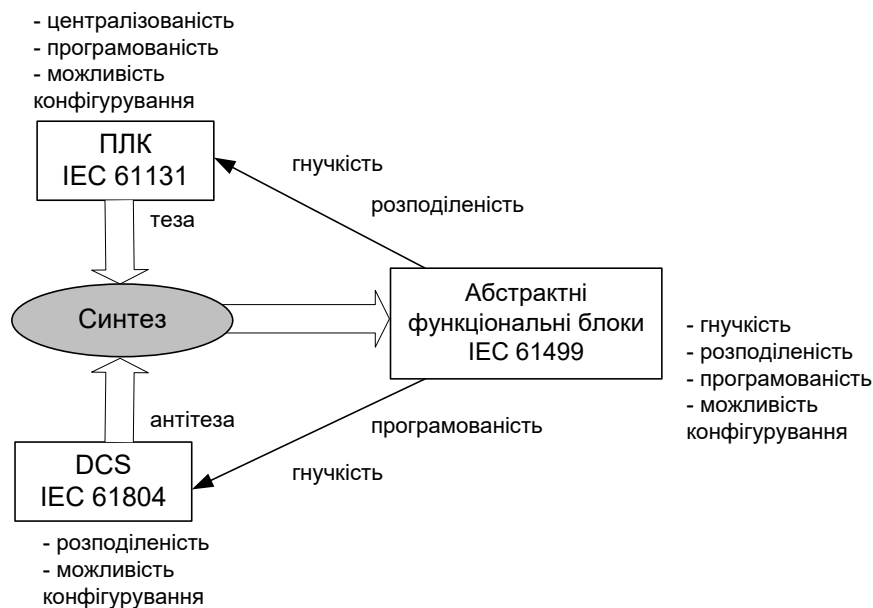 - централізованість
- програмованість
- можливість
конфігурування
ПЛК
IEC 61131
гнучкість
розподіленість
теза
Синтез
Абстрактні
функціональні блоки
IEC 61499
- гнучкість
- розподіленість
- програмованість
- можливість
конфігурування
антітеза
програмованість
гнучкість
DCS
IEC 61804
- розподіленість
- можливість
конфігурування